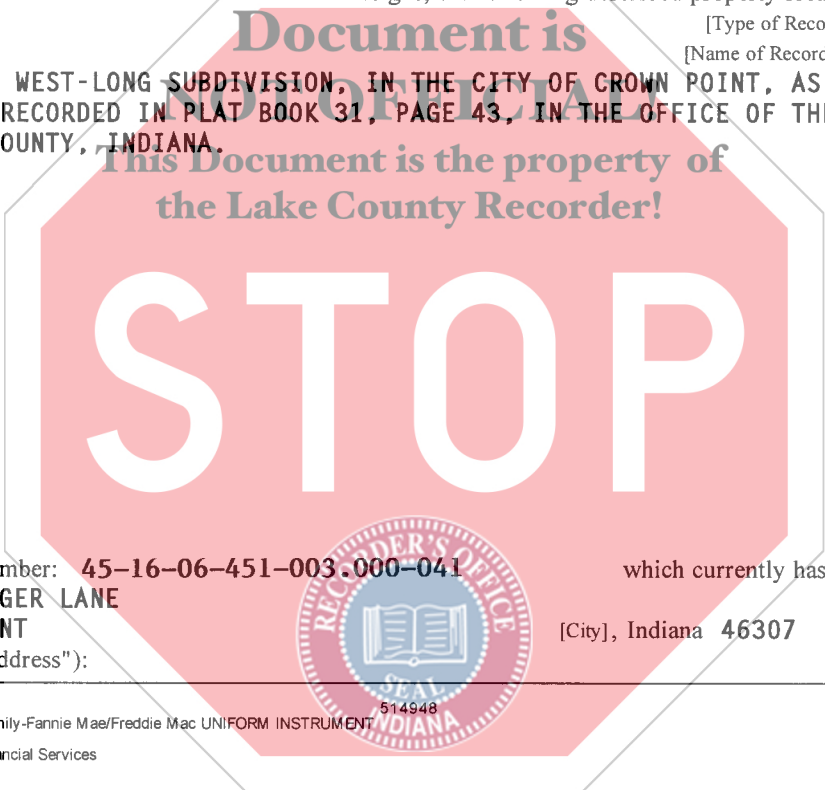 [Type of Reco
Document is
[Name of Record
WEST-LONG SUBDIVISION, IN THE CITY OF CROWN POINT, AS
NOT OFFICIAL!
RECORDED IN PLAT BOOK 31, PAGE 43, IN THE OFFICE OF THE
OUNTY, INDIANA.
This Document is the property of
the Lake County Recorder!
STOP
mber: 45-16-06-451-003.000-041 which currently has
GER LANE
NT [City], Indiana 46307
ddress"):
RECORDER'S OFFICE
SEAL
INDIANA
514948
nily-Fannie Mae/Freddie Mac UNIFORM INSTRUMENT
ancial Services